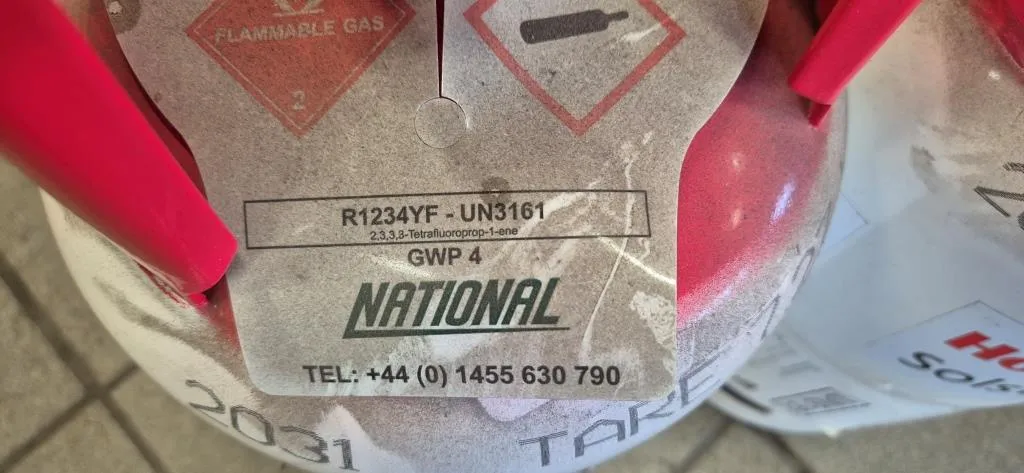 FLAMMABLE GAS
2
R1234YF - UN3161
2,3,3,3-Tetrafluoroprop-1-ene
GWP 4
NATIONAL
TEL: +44 (0) 1455 630 790
2031
TARE